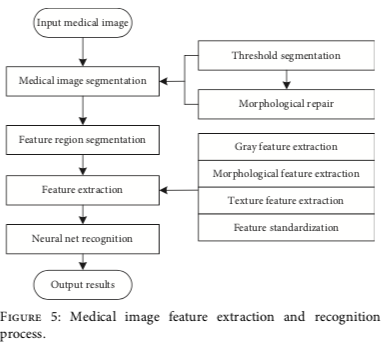 Input medical image
Medical image segmentation
Feature region segmentation
Feature extraction
Neural net recognition
Output results
Threshold segmentation
Morphological repair
Gray feature extraction
Morphological feature extraction
Texture feature extraction
Feature standardization
FIGURE 5: Medical image feature extraction and recognition
process.